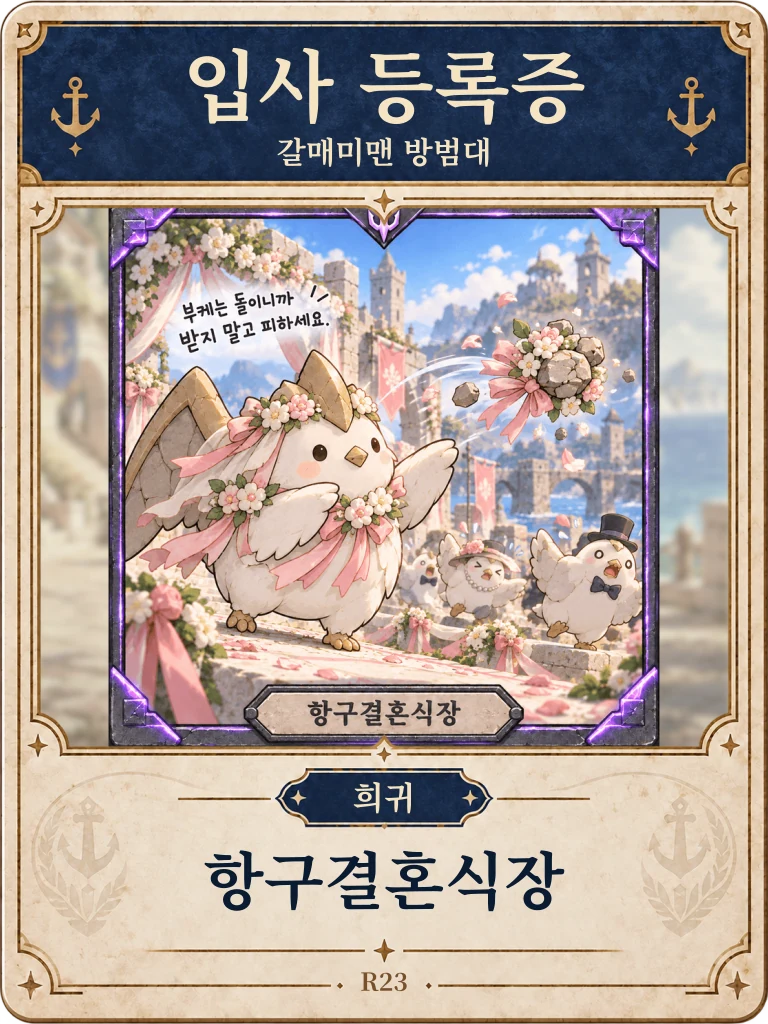 입사 등록증
갈매미맨 방범대
부케는 돌이니까
받지 말고 피하세요.
항구결혼식장
희귀
항구결혼식장
R23